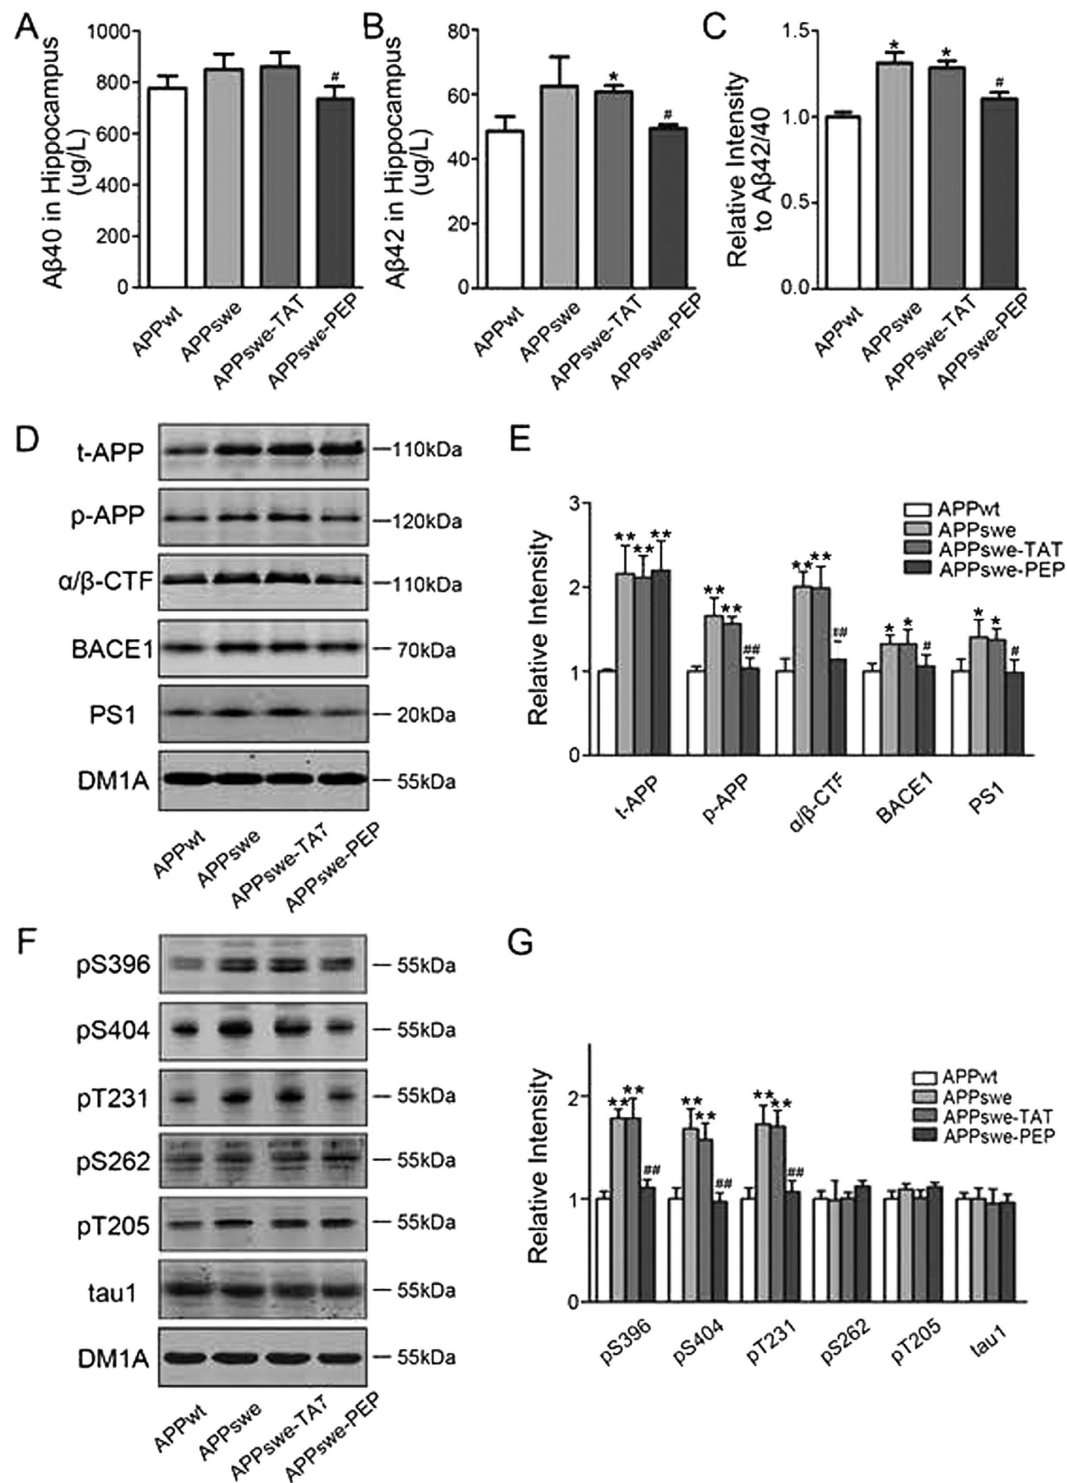 A
Aβ40 in Hippocampus
(ug/L)
1000
800
600
400
200
0
#
APPwt
APPswe
APPswe-TAT
APPswe-PEP
B
Aβ42 in Hippocampus
(ug/L)
80
60
40
20
0
*
#
APPwt
APPswe
APPswe-TAT
APPswe-PEP
C
Relative Intensity
to Aβ42/40
1.5
1.0
0.5
0.0
*
*
#
APPwt
APPswe
APPswe-TAT
APPswe-PEP
D
t-APP
110kDa
p-APP
120kDa
α/β-CTF
110kDa
BACE1
70kDa
PS1
20kDa
DM1A
55kDa
APPwt
APPswe
APPswe-TAT
APPswe-PEP
E
Relative Intensity
3
2
1
0
APPwt
APPswe
APPswe-TAT
APPswe-PEP
** ** **
** ** ##
** ** ##
* * #
* * #
t-APP
p-APP
α/β-CTF
BACE1
PS1
F
pS396
55kDa
pS404
55kDa
pT231
55kDa
pS262
55kDa
pT205
55kDa
tau1
55kDa
DM1A
55kDa
APPwt
APPswe
APPswe-TAT
APPswe-PEP
G
Relative Intensity
2
1
0
APPwt
APPswe
APPswe-TAT
APPswe-PEP
** ** ##
** ** ##
** ** ##
pS396
pS404
pT231
pS262
pT205
tau1